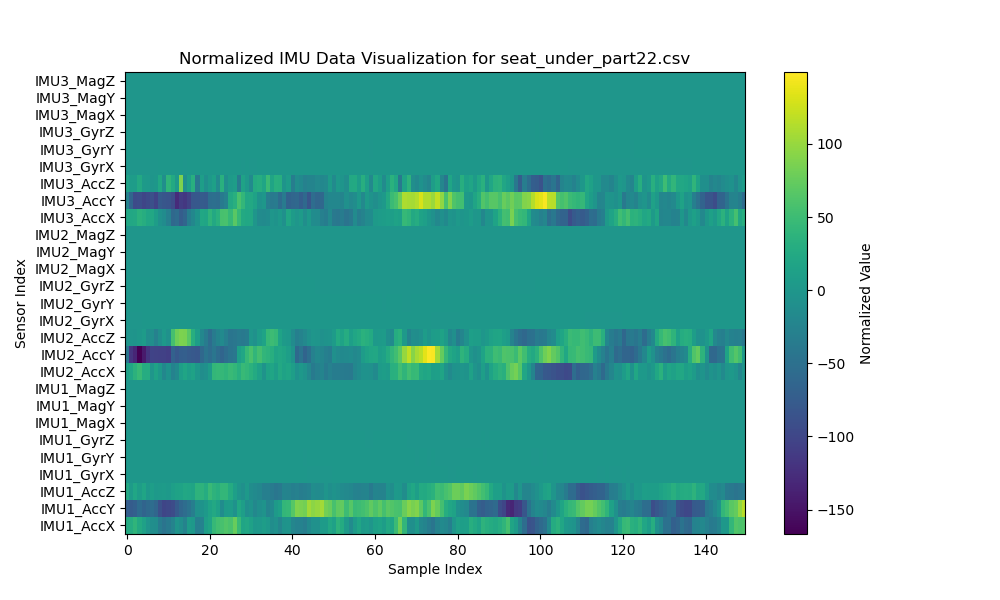 Normalized IMU Data Visualization for seat_under_part22.csv
IMU3_MagZ
IMU3_MagY
IMU3_MagX
IMU3_GyrZ
IMU3_GyrY
IMU3_GyrX
IMU3_AccZ
IMU3_AccY
IMU3_AccX
IMU2_MagZ
IMU2_MagY
IMU2_MagX
IMU2_GyrZ
IMU2_GyrY
IMU2_GyrX
IMU2_AccZ
IMU2_AccY
IMU2_AccX
IMU1_MagZ
IMU1_MagY
IMU1_MagX
IMU1_GyrZ
IMU1_GyrY
IMU1_GyrX
IMU1_AccZ
IMU1_AccY
IMU1_AccX
Sensor Index
0 20 40 60 80 100 120 140
Sample Index
100
50
0
−50
−100
−150
Normalized Value